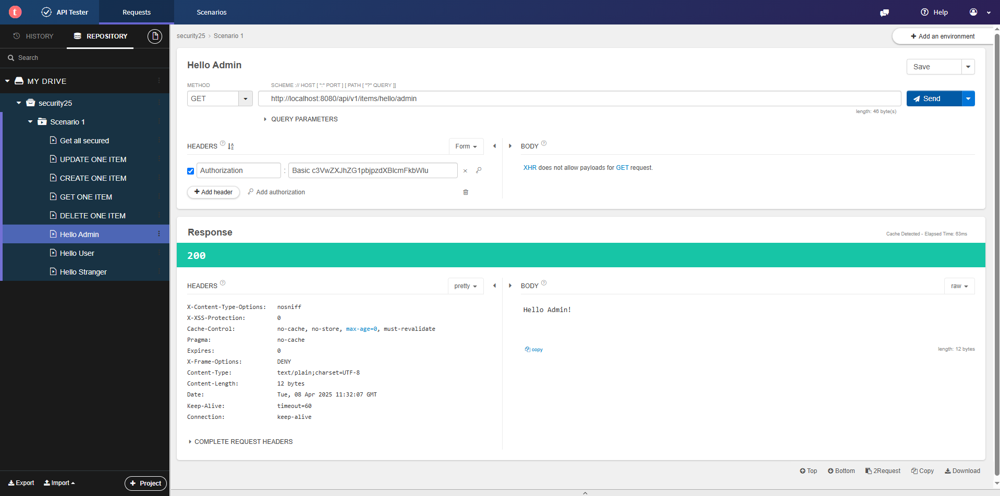 t
API Tester
Requests
Scenarios
Help
HISTORY
REPOSITORY
Search
MY DRIVE
security25
Scenario 1
Get all secured
UPDATE ONE ITEM
CREATE ONE ITEM
GET ONE ITEM
DELETE ONE ITEM
Hello Admin
Hello User
Hello Stranger
Export
Import
+ Project
security25 › Scenario 1
+ Add an environment
Hello Admin
Save
METHOD
SCHEME :// HOST [ ":" PORT ] [ PATH [ "?" QUERY ]]
GET
http://localhost:8080/api/v1/items/hello/admin
Send
length: 46 byte(s)
QUERY PARAMETERS
HEADERS ?
Form
BODY ?
Authorization : Basic c3VwZXJhZG1pbjpzdXBlcmFkbWlu ×
XHR does not allow payloads for GET request.
+ Add header
Add authorization
Response
Cache Detected - Elapsed Time: 63ms
200
HEADERS ?
pretty
BODY ?
raw
X-Content-Type-Options: nosniff
X-XSS-Protection: 0
Cache-Control: no-cache, no-store, max-age=0, must-revalidate
Pragma: no-cache
Expires: 0
X-Frame-Options: DENY
Content-Type: text/plain;charset=UTF-8
Content-Length: 12 bytes
Date: Tue, 08 Apr 2025 11:32:07 GMT
Keep-Alive: timeout=60
Connection: keep-alive
Hello Admin!
copy
length: 12 bytes
COMPLETE REQUEST HEADERS
Top
Bottom
2Request
Copy
Download